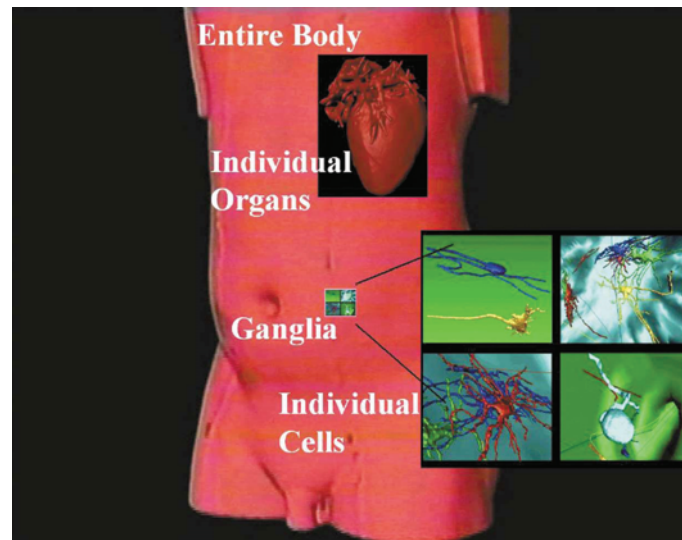 Entire Body
Individual
Organs
Ganglia
Individual
Cells